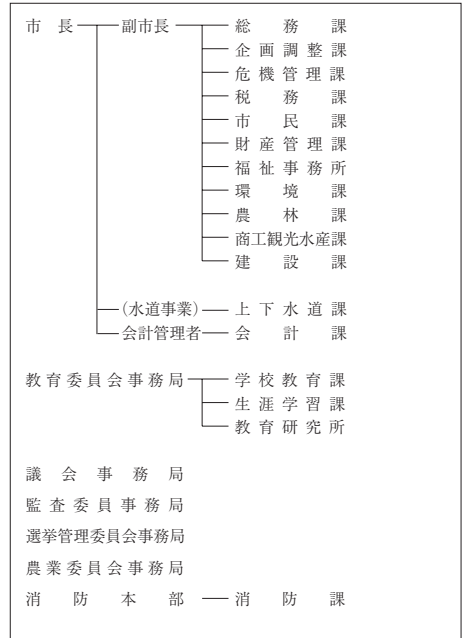 市長 副市長 総務課
企画調整課
危機管理課
税務課
市民課
財産管理課
福祉事務所
環境課
農林課
商工観光水産課
建設課
(水道事業) 上下水道課
会計管理者 会計課
教育委員会事務局 学校教育課
生涯学習課
教育研究所
議会事務局
監査委員事務局
選挙管理委員会事務局
農業委員会事務局
消防本部 消防課